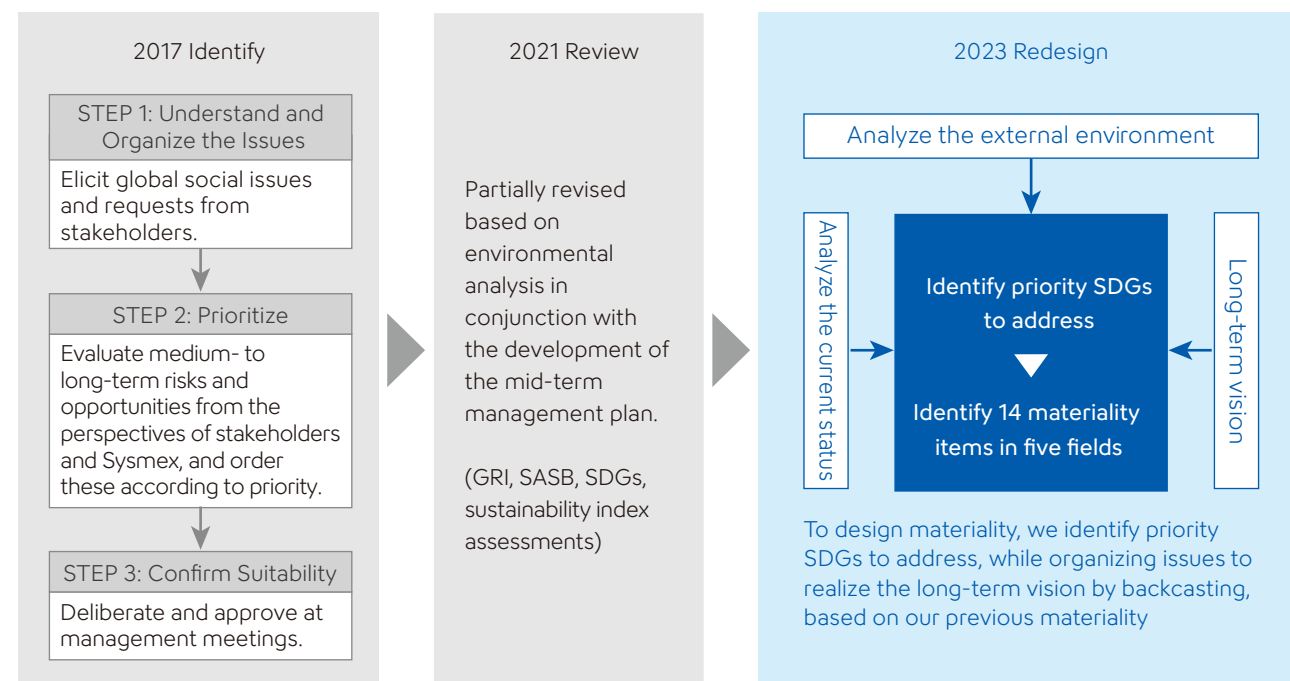 2017 Identify
STEP 1: Understand and
Organize the Issues
Elicit global social issues
and requests from
stakeholders.
STEP 2: Prioritize
Evaluate medium- to
long-term risks and
opportunities from the
perspectives of stakeholders
and Sysmex, and order
these according to priority.
STEP 3: Confirm Suitability
Deliberate and approve at
management meetings.
2021 Review
Partially revised
based on
environmental
analysis in
conjunction with
the development of
the mid-term
management plan.
(GRI, SASB, SDGs,
sustainability index
assessments)
2023 Redesign
Analyze the external environment
Analyze the current status
Identify priority SDGs
to address
Identify 14 materiality
items in five fields
Long-term vision
To design materiality, we identify priority
SDGs to address, while organizing issues to
realize the long-term vision by backcasting,
based on our previous materiality